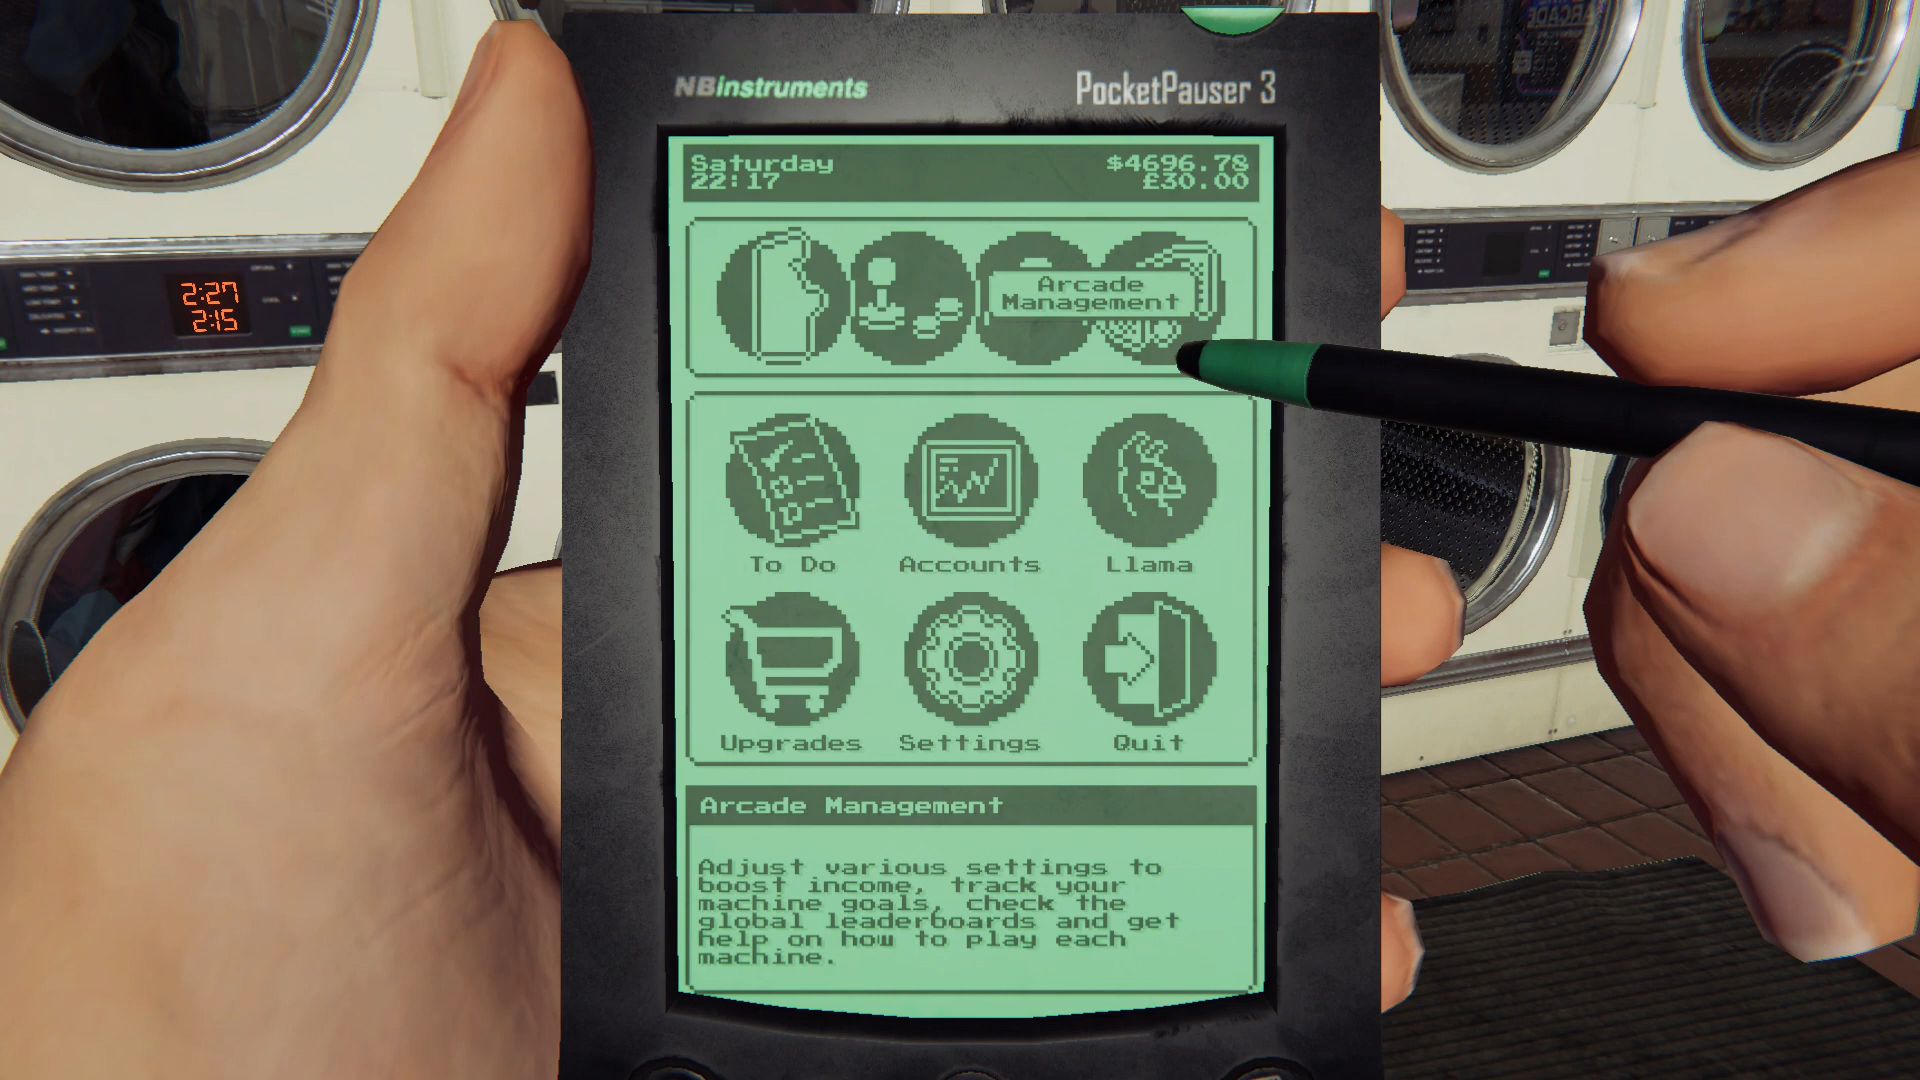 NBinstruments
PocketPauser 3
Saturday
22:17
$4696.78
£30.00
Arcade
Management
2:27
2:15
To Do
Accounts
Llama
Upgrades
Settings
Quit
Arcade Management
Adjust various settings to
boost income, track your
machine goals, check the
global leaderboards and get
help on how to play each
machine.